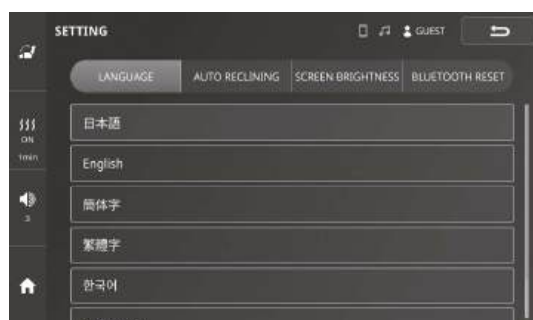 SETTING
GUEST
LANGUAGE
AUTO RECLINING
SCREEN BRIGHTNESS
BLUETOOTH RESET
ON
1min
3
日本語
English
簡体字
繁體字
한국어